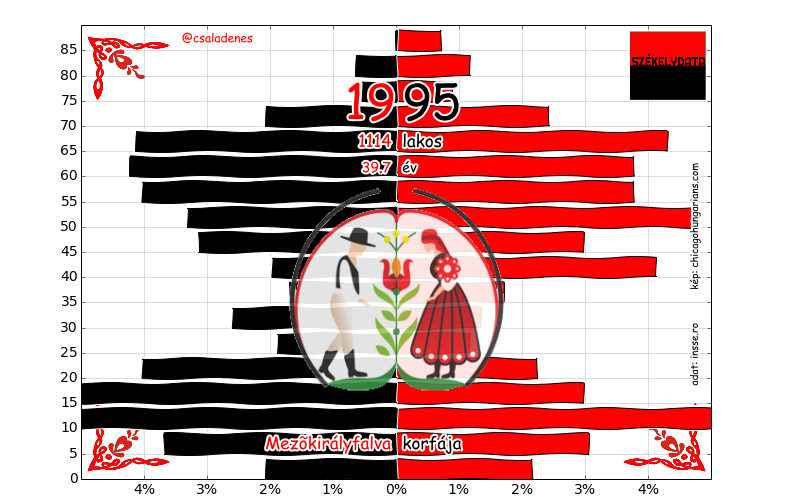 @csaladenes
SZÉKELYDATA
1995
1114 lakos
39.7 év
kép: chicagohungarians.com
adat: insse.ro
Mezőkirályfalva korfája
85
80
75
70
65
60
55
50
45
40
35
30
25
20
15
10
5
0
4% 3% 2% 1% 0% 1% 2% 3% 4%